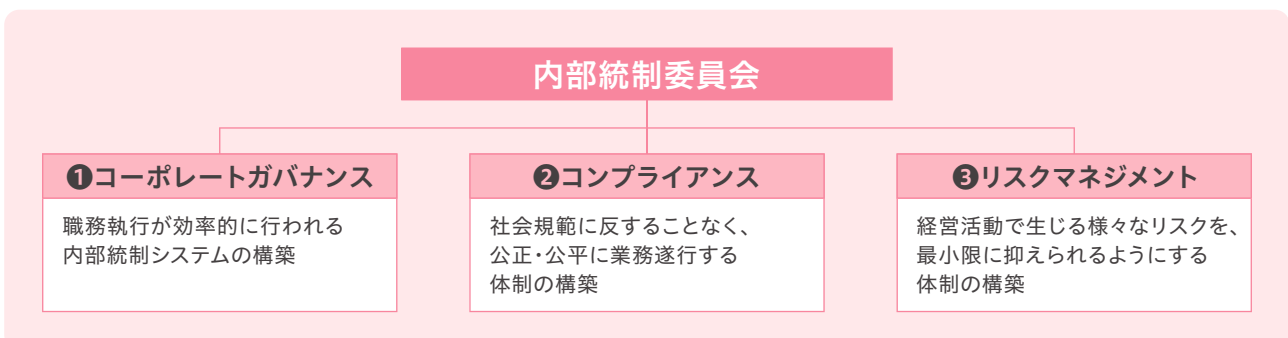 内部統制委員会
❶コーポレートガバナンス
職務執行が効率的に行われる
内部統制システムの構築
❷コンプライアンス
社会規範に反することなく、
公正・公平に業務遂行する
体制の構築
❸リスクマネジメント
経営活動で生じる様々なリスクを、
最小限に抑えられるようにする
体制の構築